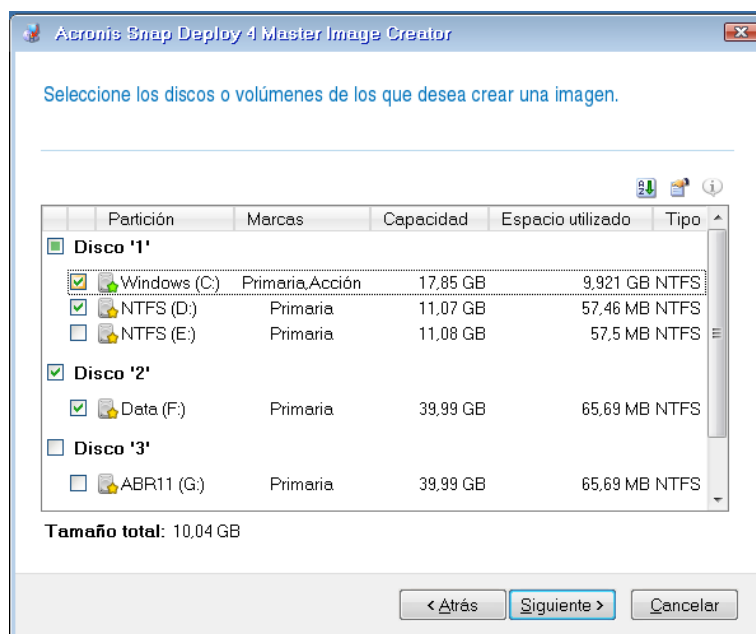 Acronis Snap Deploy 4 Master Image Creator
Seleccione los discos o volúmenes de los que desea crear una imagen.
Partición Marcas Capacidad Espacio utilizado Tipo
Disco '1'
Windows (C:) Primaria,Acción 17,85 GB 9,921 GB NTFS
NTFS (D:) Primaria 11,07 GB 57,46 MB NTFS
NTFS (E:) Primaria 11,08 GB 57,5 MB NTFS
Disco '2'
Data (F:) Primaria 39,99 GB 65,69 MB NTFS
Disco '3'
ABR11 (G:) Primaria 39,99 GB 65,69 MB NTFS
Tamaño total: 10,04 GB
< Atrás Siguiente > Cancelar